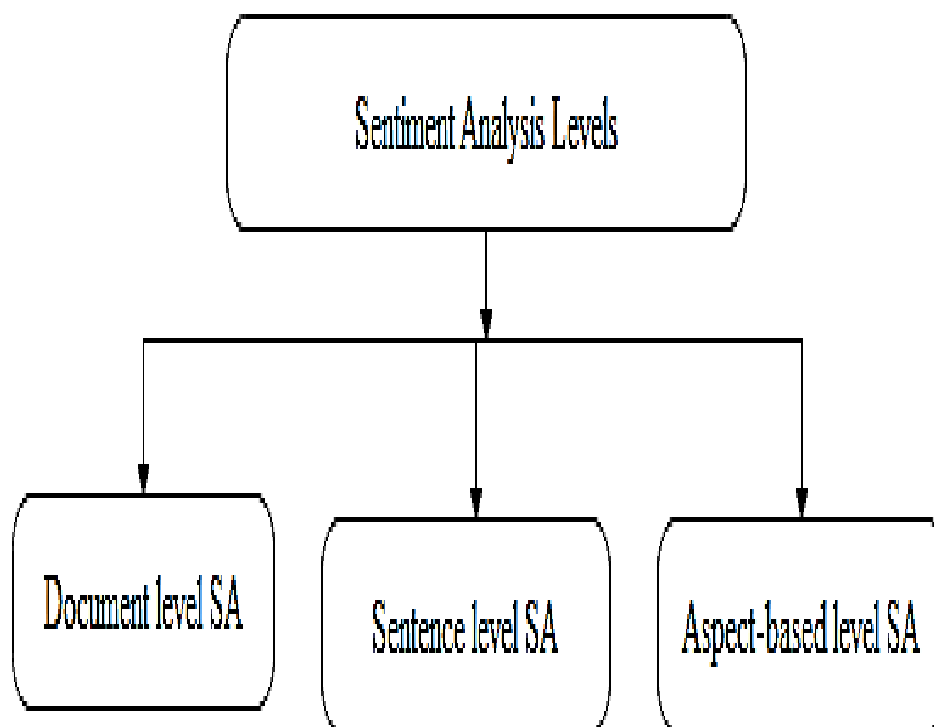 Sentiment Analysis Levels
Document level SA
Sentence level SA
Aspect-based level SA